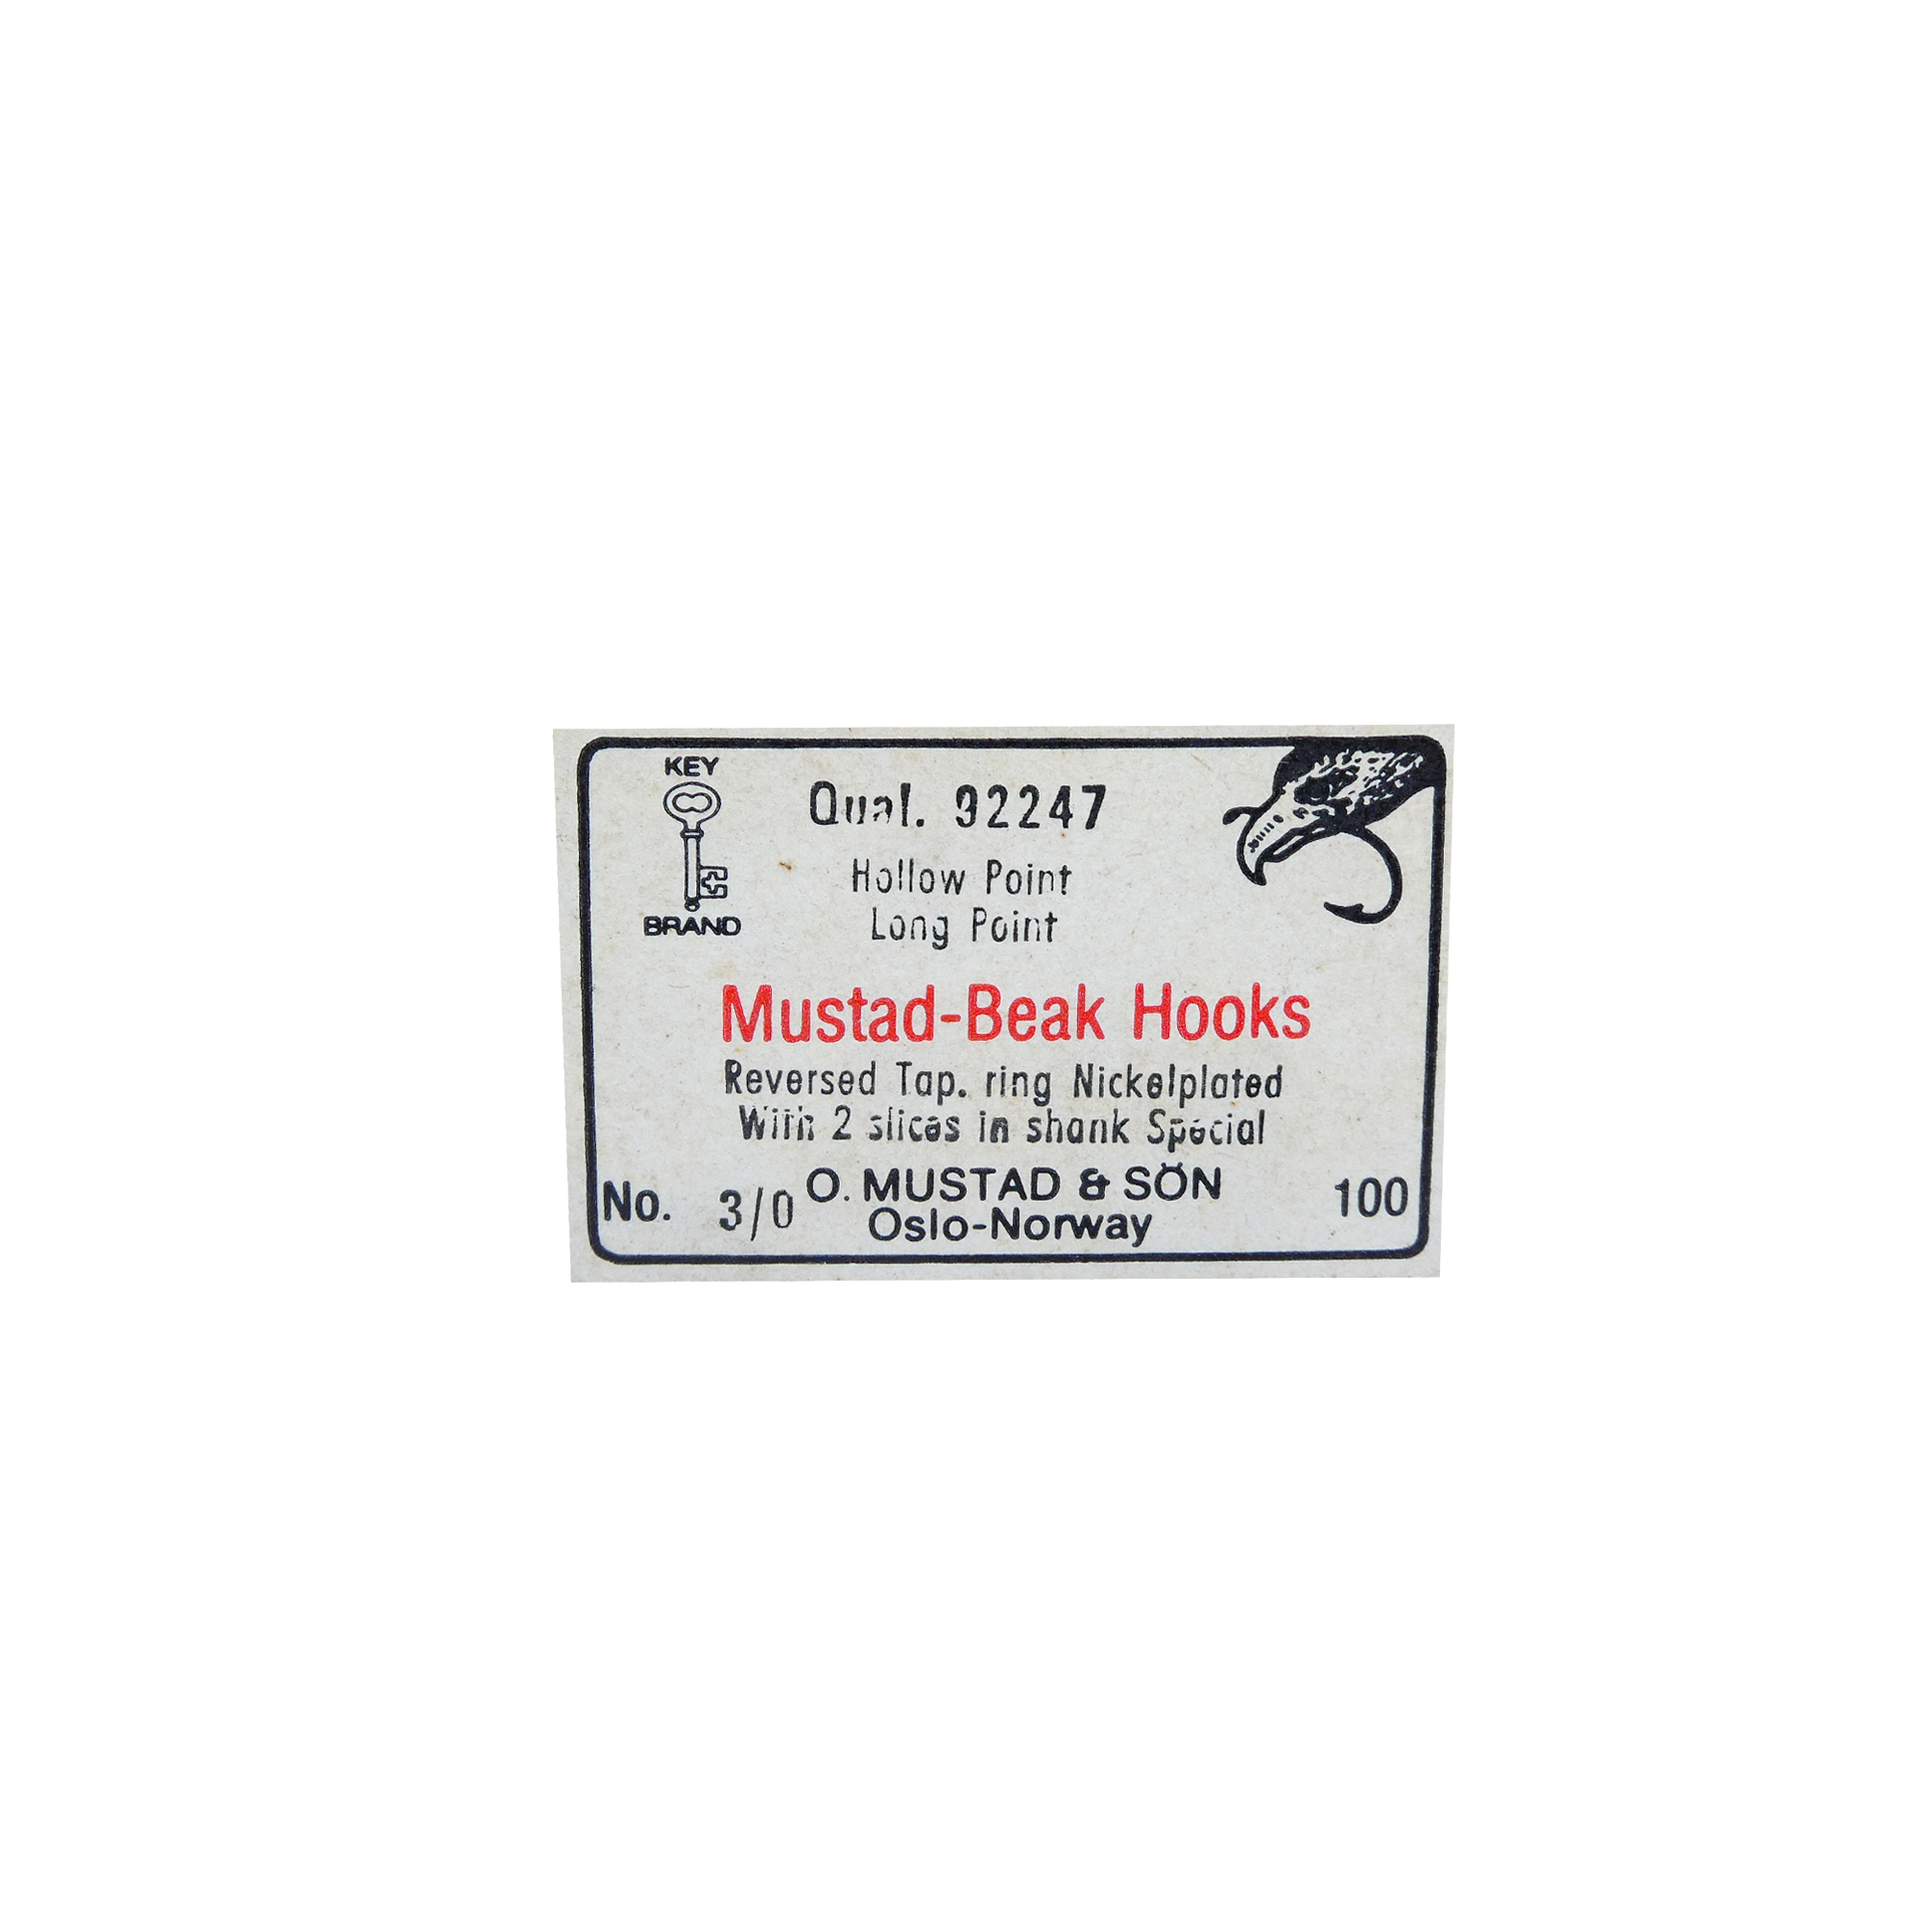 KEY
BRAND
Qual. 92247
Hollow Point
Long Point
Mustad-Beak Hooks
Reversed Tap. ring Nickelplated
With 2 slices in shank Special
No. 3/0
O. MUSTAD & SÖN
Oslo-Norway
100